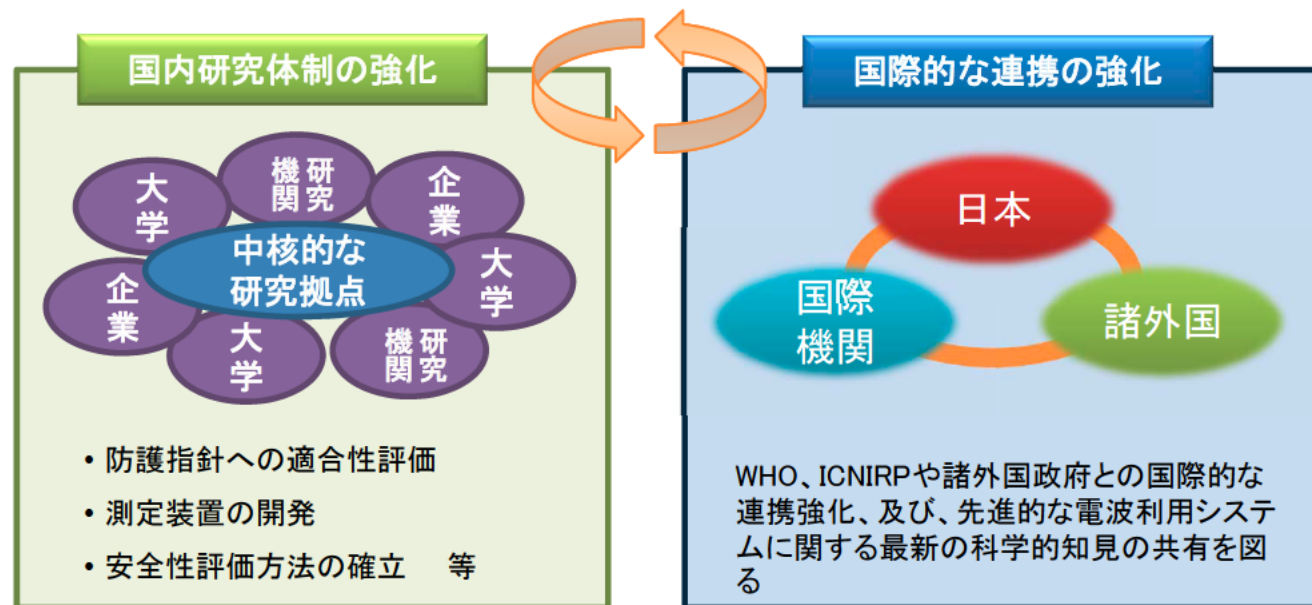 国内研究体制の強化
大学
研究機関
企業
中核的な
研究拠点
大学
企業
大学
研究機関
・防護指針への適合性評価
・測定装置の開発
・安全性評価方法の確立　等
国際的な連携の強化
日本
国際
機関
諸外国
WHO、ICNIRPや諸外国政府との国際的な
連携強化、及び、先進的な電波利用システ
ムに関する最新の科学的知見の共有を図
る